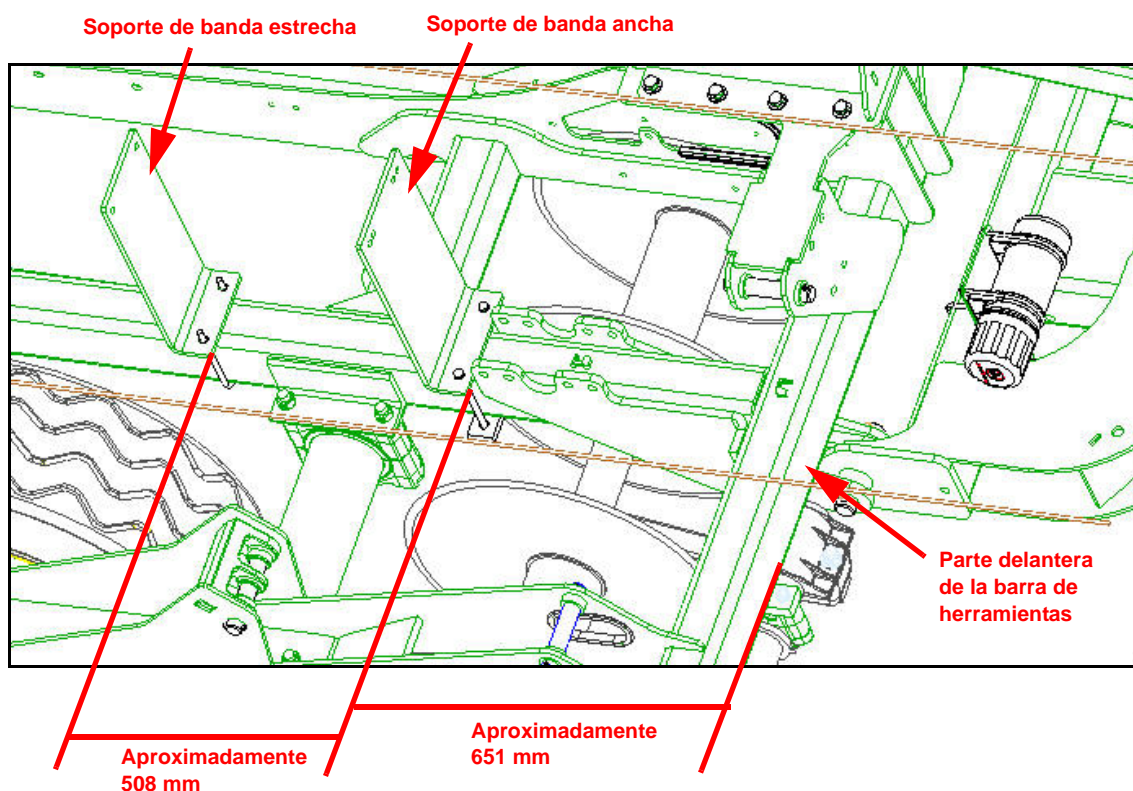 Soporte de banda estrecha
Soporte de banda ancha
Parte delantera
de la barra de
herramientas
Aproximadamente
651 mm
Aproximadamente
508 mm